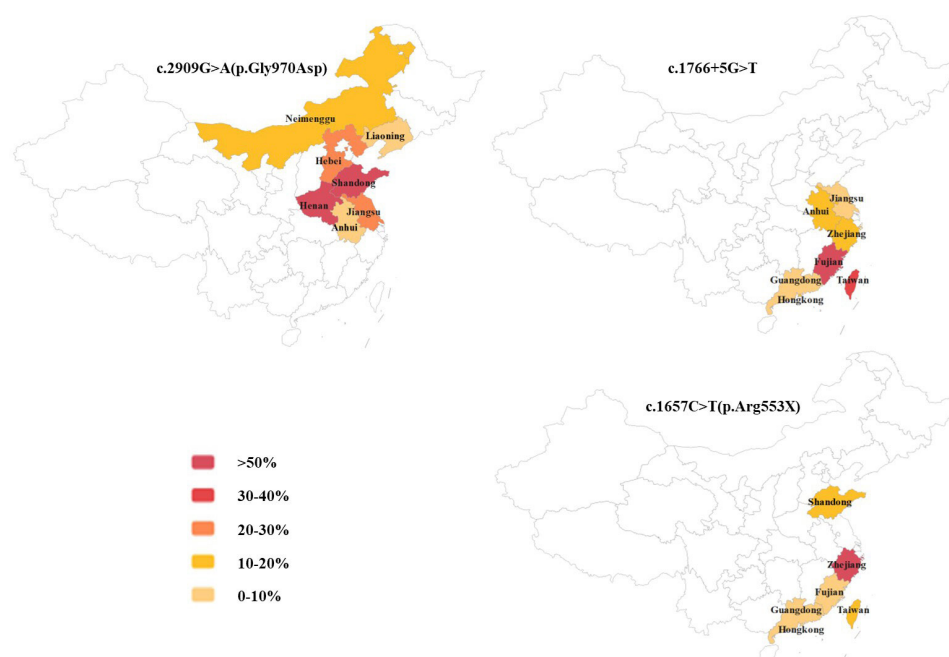 c.2909G>A(p.Gly970Asp)
Neimenggu
Liaoning
Hebei
Shandong
Henan
Jiangsu
Anhui
c.1766+5G>T
Jiangsu
Anhui
Zhejiang
Fujian
Guangdong
Taiwan
Hongkong
c.1657C>T(p.Arg553X)
Shandong
Zhejiang
Fujian
Guangdong
Taiwan
Hongkong
>50%
30-40%
20-30%
10-20%
0-10%